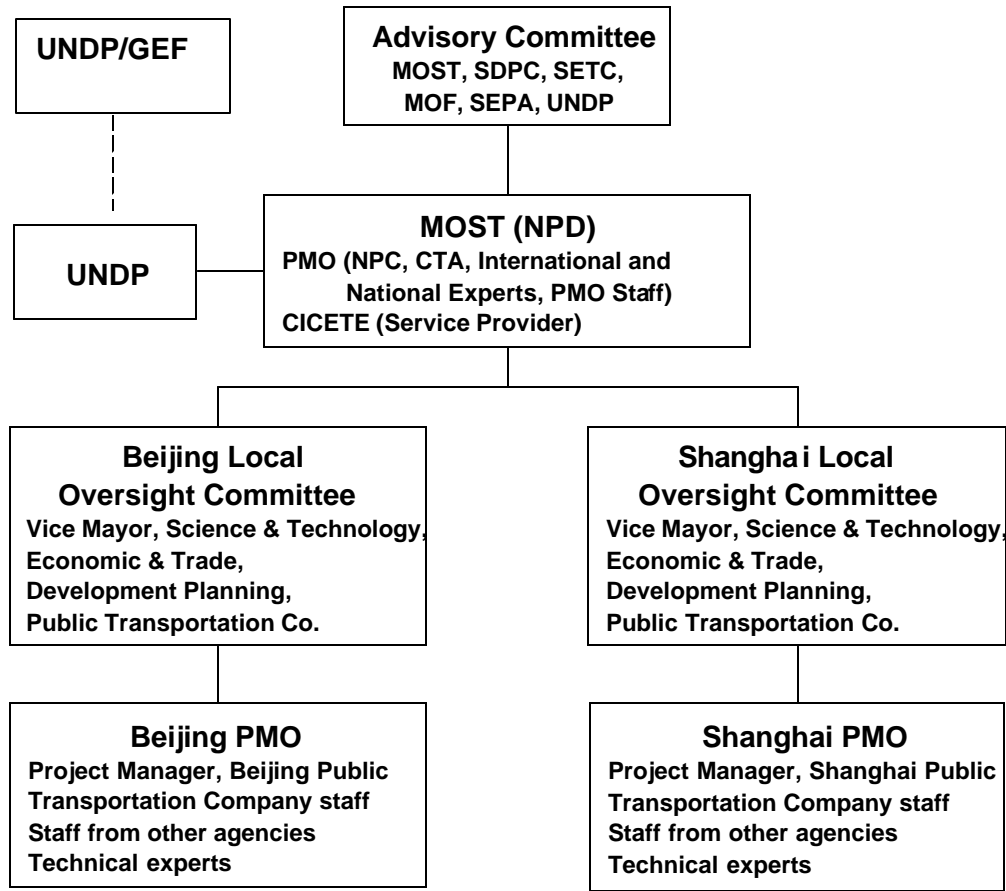 UNDP/GEF
Advisory Committee
MOST, SDPC, SETC,
MOF, SEPA, UNDP
UNDP
MOST (NPD)
PMO (NPC, CTA, International and
National Experts, PMO Staff)
CICETE (Service Provider)
Beijing Local
Oversight Committee
Vice Mayor, Science & Technology,
Economic & Trade,
Development Planning,
Public Transportation Co.
Shanghai Local
Oversight Committee
Vice Mayor, Science & Technology,
Economic & Trade,
Development Planning,
Public Transportation Co.
Beijing PMO
Project Manager, Beijing Public
Transportation Company staff
Staff from other agencies
Technical experts
Shanghai PMO
Project Manager, Shanghai Public
Transportation Company staff
Staff from other agencies
Technical experts